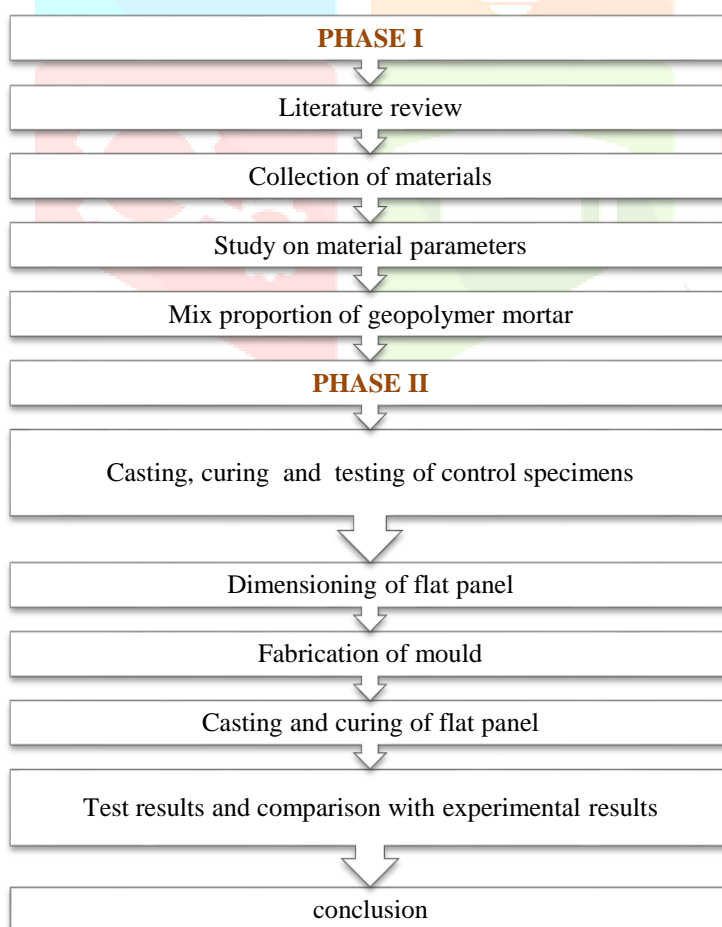 PHASE I
Literature review
Collection of materials
Study on material parameters
Mix proportion of geopolymer mortar
PHASE II
Casting, curing and testing of control specimens
Dimensioning of flat panel
Fabrication of mould
Casting and curing of flat panel
Test results and comparison with experimental results
conclusion